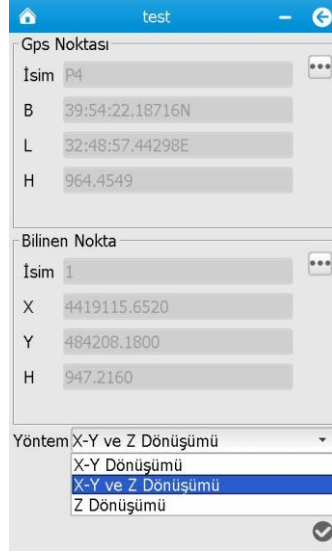 test
Gps Noktası
İsim P4
B 39:54:22.18716N
L 32:48:57.44298E
H 964.4549
Bilinen Nokta
İsim 1
X 4419115.6520
Y 484208.1800
H 947.2160
Yöntem X-Y ve Z Dönüşümü
X-Y Dönüşümü
X-Y ve Z Dönüşümü
Z Dönüşümü